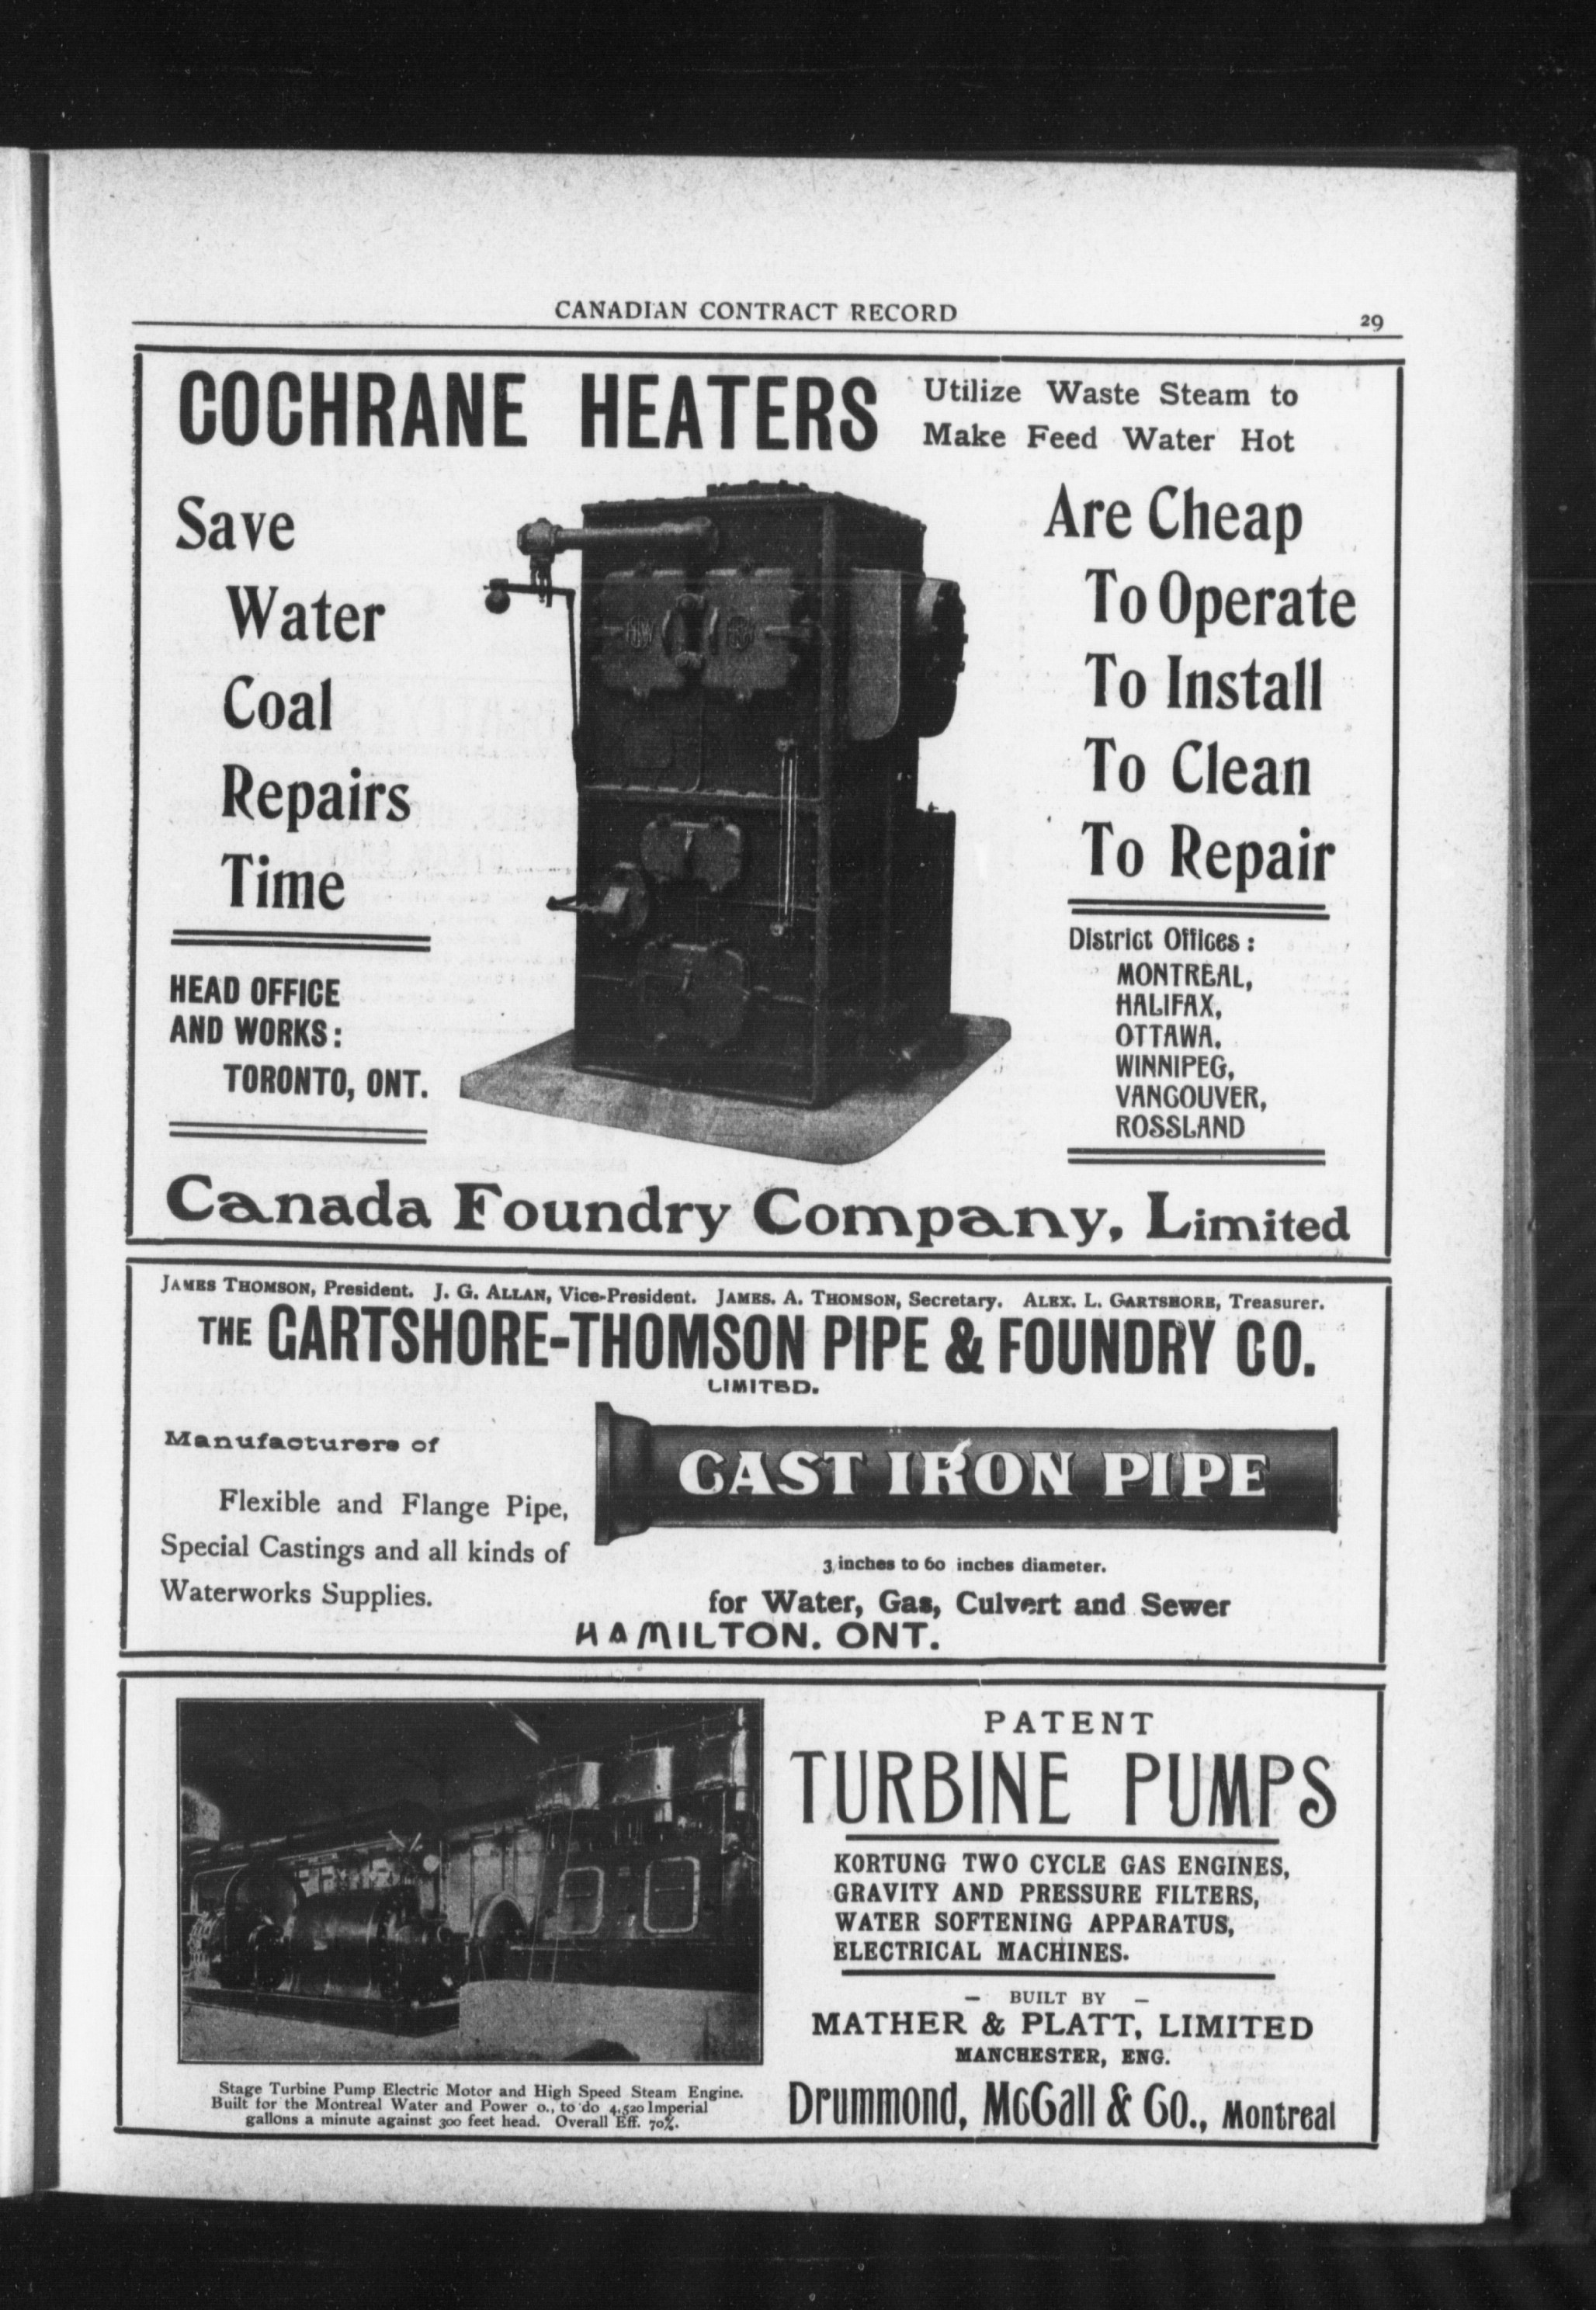 CANADIAN CONTRACT RECORD
29
COCHRANE HEATERS
Utilize Waste Steam to
Make Feed Water Hot
Save
Water
Coal
Repairs
Time
HEAD OFFICE
AND WORKS:
TORONTO, ONT.
Are Cheap
To Operate
To Install
To Clean
To Repair
District Offices:
MONTREAL,
HALIFAX,
OTTAWA,
WINNIPEG,
VANCOUVER,
ROSSLAND
Canada Foundry Company, Limited
JAMES THOMSON, President. J. G. ALLAN, Vice-President. JAMES. A. THOMSON, Secretary. ALEX. L. GARTSHORE, Treasurer.
THE GARTSHORE-THOMSON PIPE & FOUNDRY CO.
LIMITED.
Manufacturers of
Flexible and Flange Pipe,
Special Castings and all kinds of
Waterworks Supplies.
CAST IRON PIPE
3 inches to 60 inches diameter.
for Water, Gas, Culvert and Sewer
HAMILTON. ONT.
Stage Turbine Pump Electric Motor and High Speed Steam Engine.
Built for the Montreal Water and Power o., to do 4,520 Imperial
gallons a minute against 300 feet head. Overall Eff. 70%.
PATENT
TURBINE PUMPS
KORTUNG TWO CYCLE GAS ENGINES,
GRAVITY AND PRESSURE FILTERS,
WATER SOFTENING APPARATUS,
ELECTRICAL MACHINES.
- BUILT BY -
MATHER & PLATT, LIMITED
MANCHESTER, ENG.
Drummond, McCall & Co., Montreal